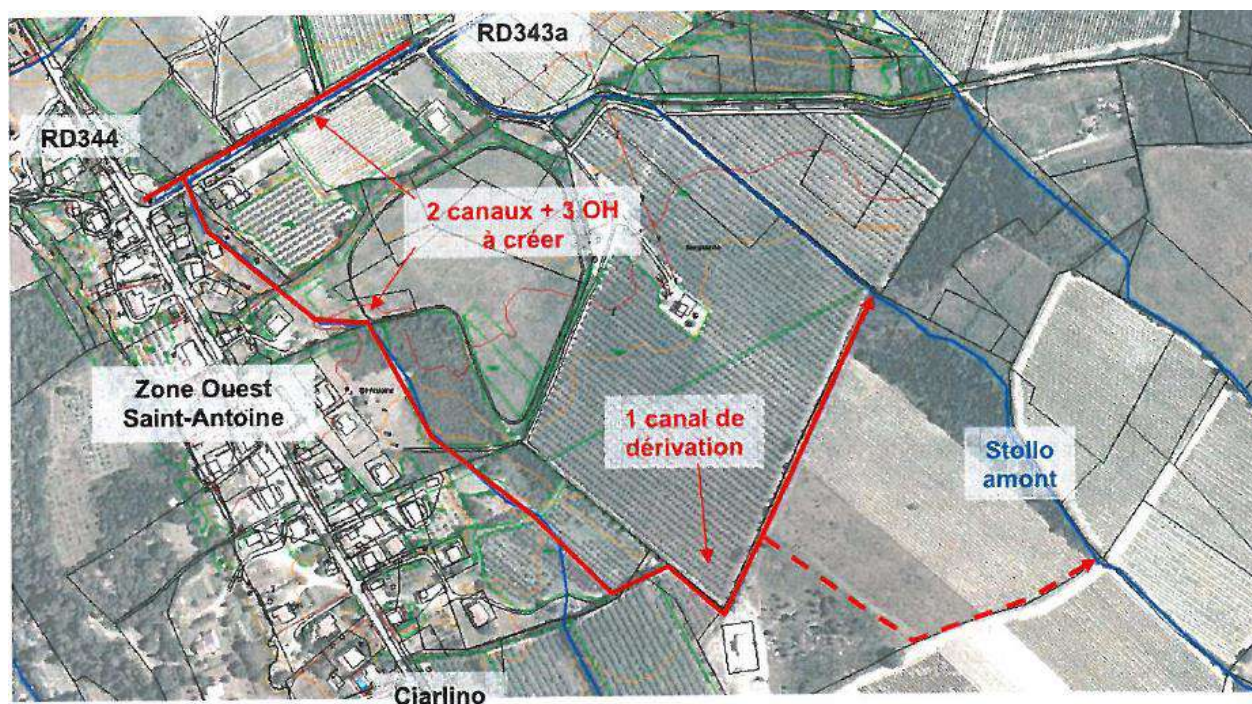 RD343a
RD344
2 canaux + 3 OH
à créer
Zone Ouest
Saint-Antoine
1 canal de
dérivation
Stollo
amont
Ciarlino